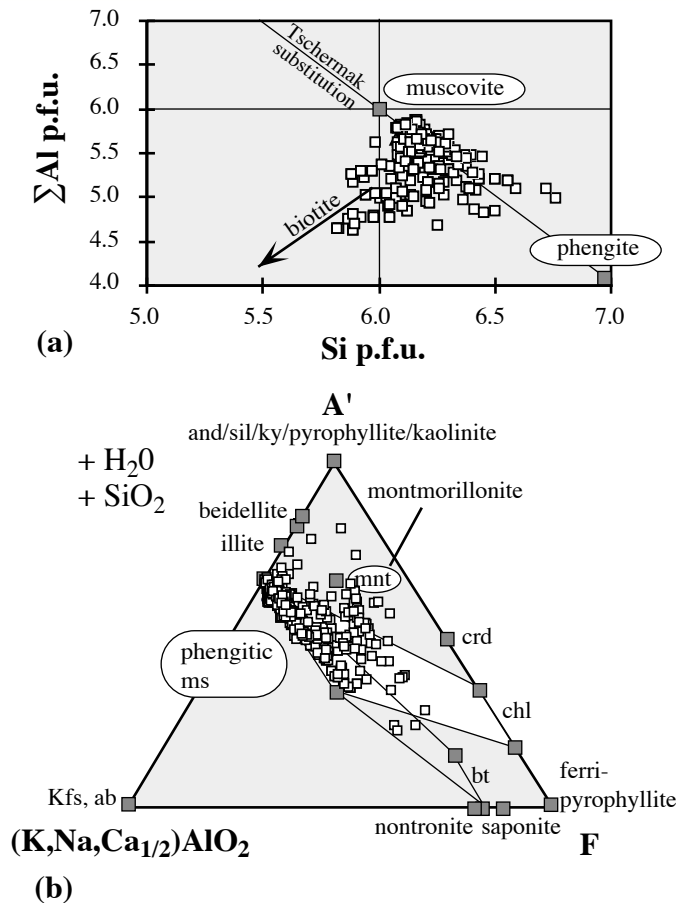 7.0
6.5
6.0
5.5
5.0
4.5
4.0
∑Al p.f.u.
Tschermak
substitution
muscovite
biotite
phengite
5.0 5.5 6.0 6.5 7.0
Si p.f.u.
(a)
A'
and/sil/ky/pyrophyllite/kaolinite
+ H₂0
+ SiO₂
montmorillonite
beidellite
illite
mnt
crd
phengitic
ms
chl
bt
ferri-
pyrophyllite
Kfs, ab
nontronite saponite
(K,Na,Ca₁/₂)AlO₂
F
(b)